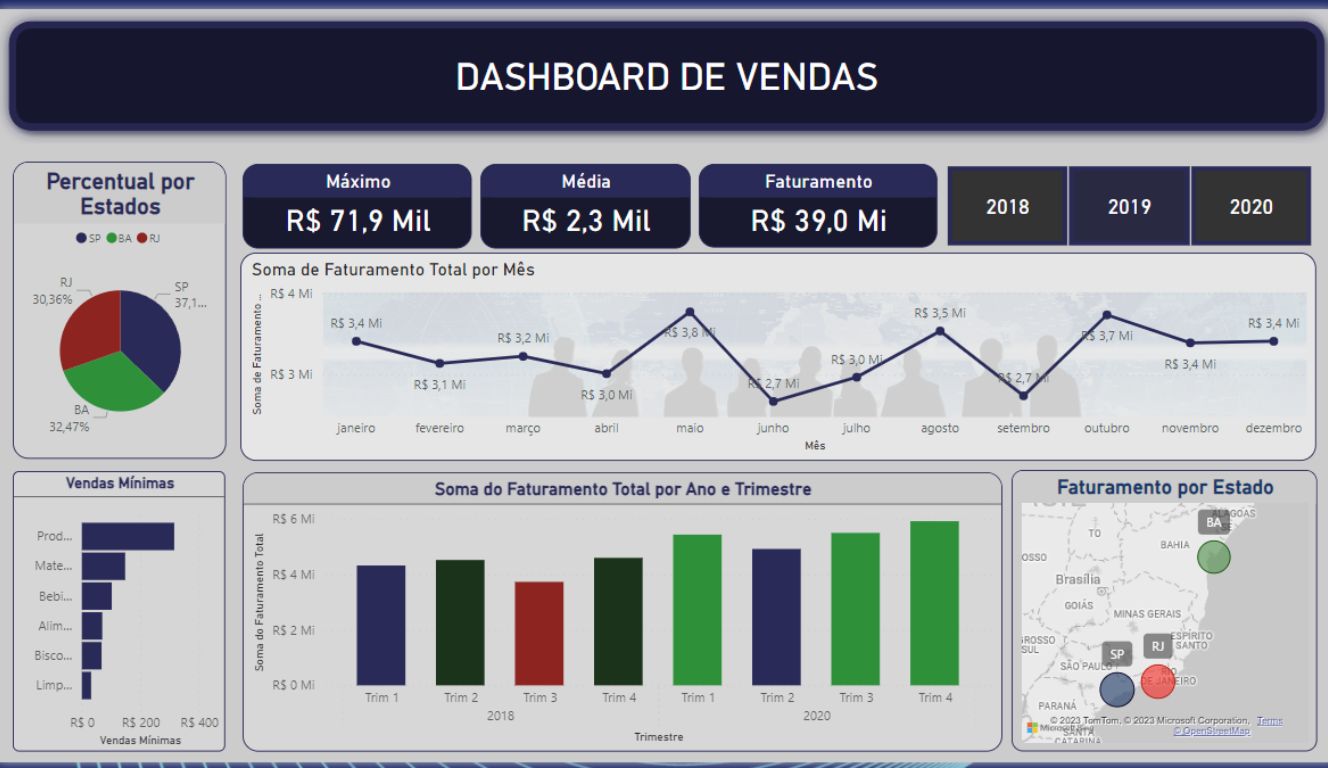 DASHBOARD DE VENDAS
Percentual por
Estados
SP BA RJ
RJ
30,36%
SP
37,1...
BA
32,47%
Máximo
R$ 71,9 Mil
Média
R$ 2,3 Mil
Faturamento
R$ 39,0 Mi
2018
2019
2020
Soma de Faturamento Total por Mês
Soma de Faturamento ...
R$ 4 Mi
R$ 3 Mi
R$ 3,4 Mi
R$ 3,1 Mi
R$ 3,2 Mi
R$ 3,0 Mi
R$ 3,8 Mi
R$ 2,7 Mi
R$ 3,0 Mi
R$ 3,5 Mi
R$ 2,7 Mi
R$ 3,7 Mi
R$ 3,4 Mi
R$ 3,4 Mi
janeiro fevereiro março abril maio junho julho agosto setembro outubro novembro dezembro
Mês
Vendas Mínimas
Prod...
Mate...
Bebi...
Alim...
Bisco...
Limp...
R$ 0 R$ 200 R$ 400
Vendas Mínimas
Soma do Faturamento Total por Ano e Trimestre
Soma do Faturamento Total
R$ 6 Mi
R$ 4 Mi
R$ 2 Mi
R$ 0 Mi
Trim 1 Trim 2 Trim 3 Trim 4 Trim 1 Trim 2 Trim 3 Trim 4
2018 2020
Trimestre
Faturamento por Estado
ALAGOAS
BA
SE
TO
BAHIA
OSSO
Brasília
GOIÁS
MINAS GERAIS
GROSSO
SUL
ESPÍRITO
SANTO
SP
RJ
SÃO PAULO
RIO
DE JANEIRO
PARANÁ
© 2023 TomTom, © 2023 Microsoft Corporation, Terms
© OpenStreetMap
Microsoft Bing
SANTA
CATARINA